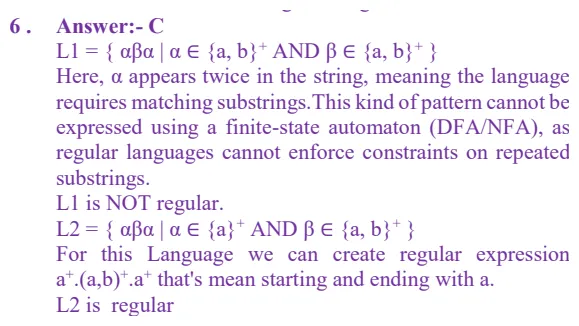 6 . Answer:- C
L1 = { αβα | α ∈ {a, b}⁺ AND β ∈ {a, b}⁺ }
Here, α appears twice in the string, meaning the language
requires matching substrings.This kind of pattern cannot be
expressed using a finite-state automaton (DFA/NFA), as
regular languages cannot enforce constraints on repeated
substrings.
L1 is NOT regular.
L2 = { αβα | α ∈ {a}⁺ AND β ∈ {a, b}⁺ }
For this Language we can create regular expression
a⁺.(a,b)⁺.a⁺ that's mean starting and ending with a.
L2 is regular